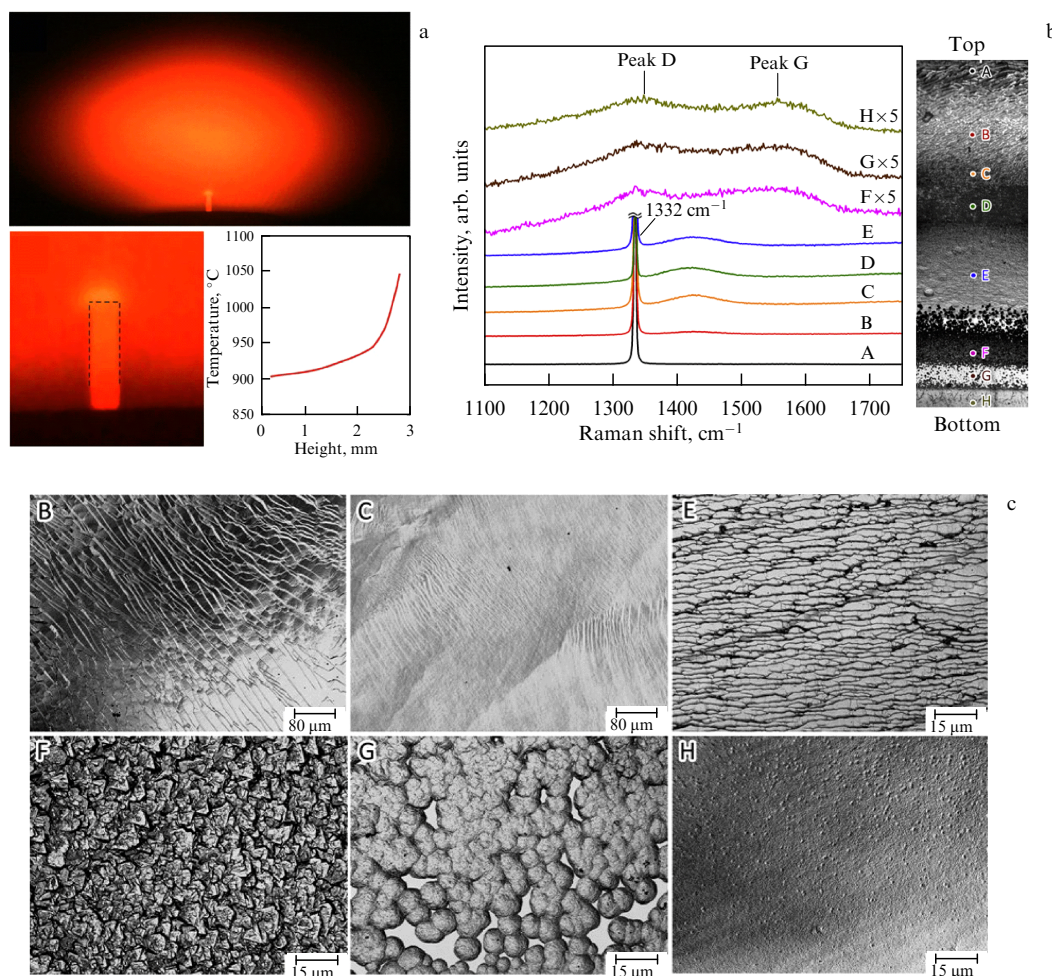 a
Temperature, °C
1100
1050
1000
950
900
850
0
1
2
3
Height, mm
b
Peak D
Peak G
H×5
G×5
F×5
1332 cm⁻¹
E
D
C
B
A
Intensity, arb. units
1100
1200
1300
1400
1500
1600
1700
Raman shift, cm⁻¹
Top
A
B
C
D
E
F
G
H
Bottom
c
B
80 μm
C
80 μm
E
15 μm
F
15 μm
G
15 μm
H
15 μm